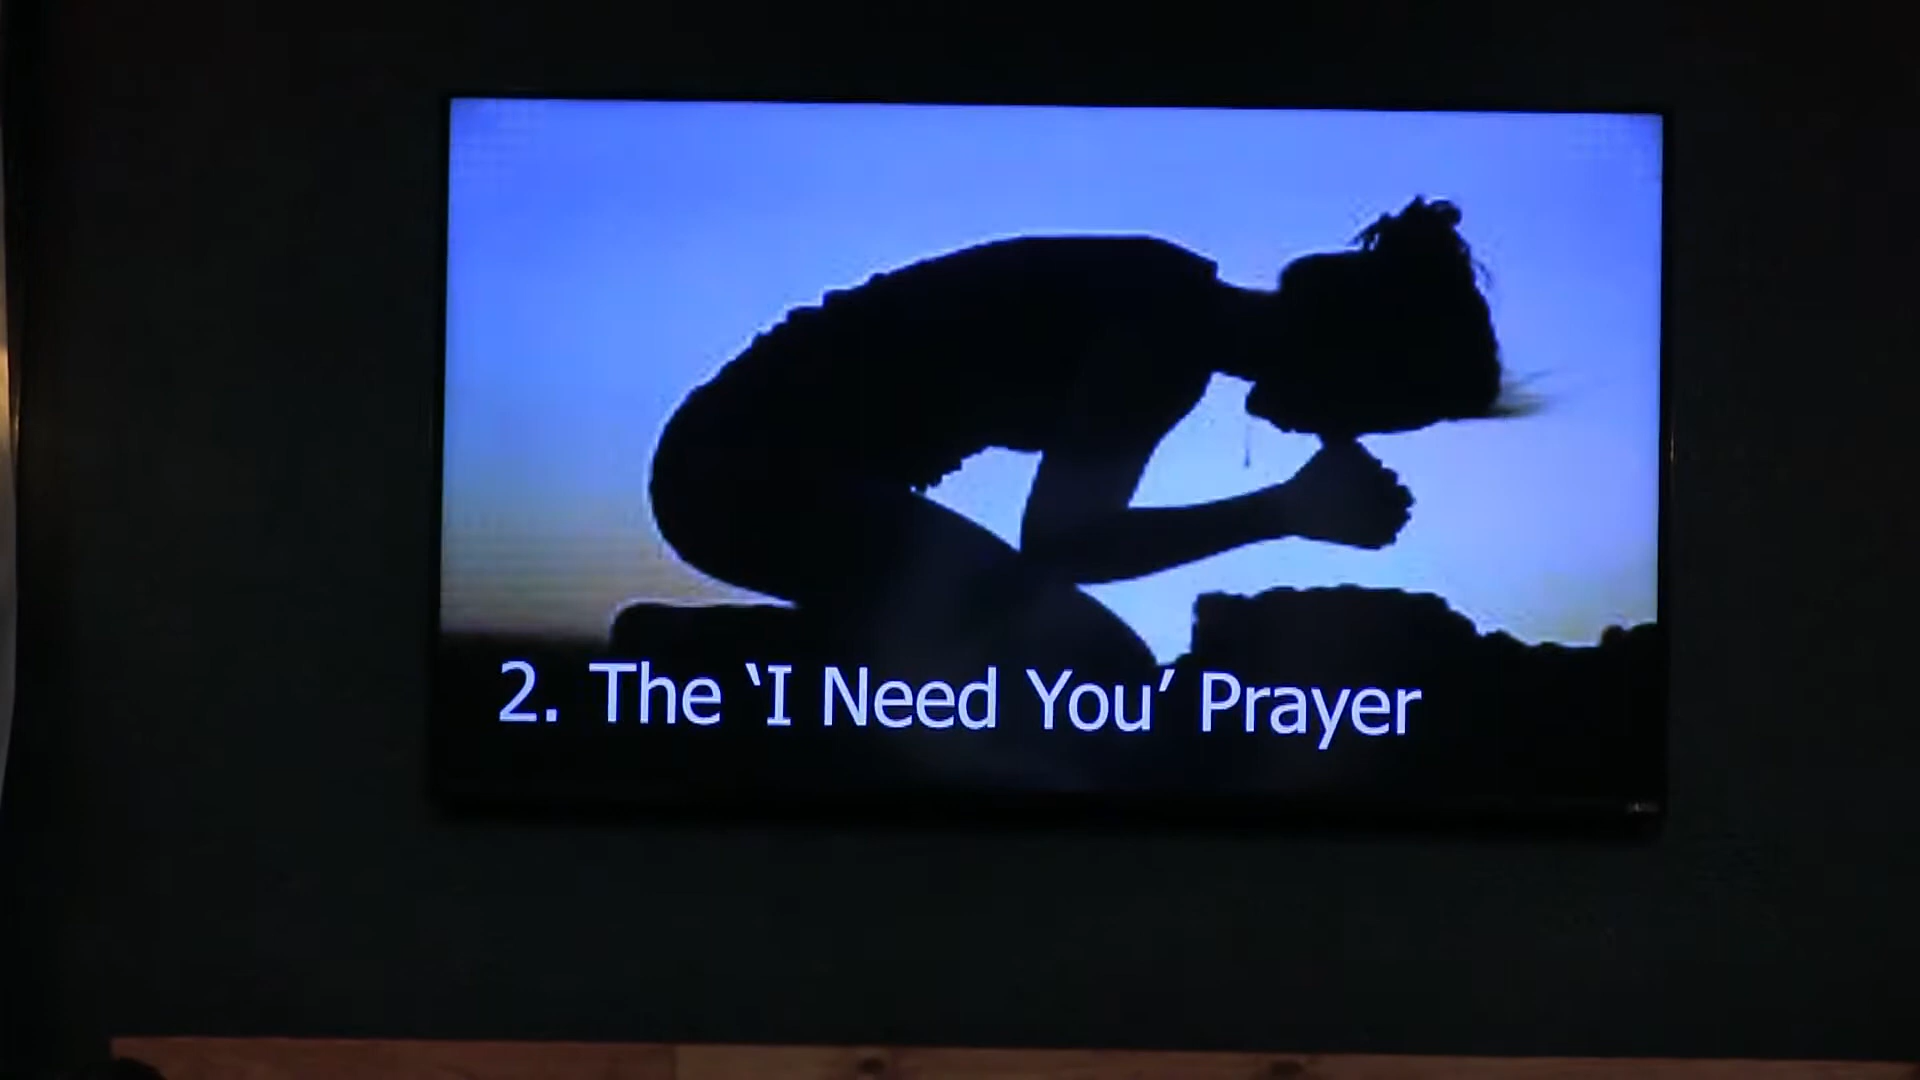 2. The ‘I Need You’ Prayer